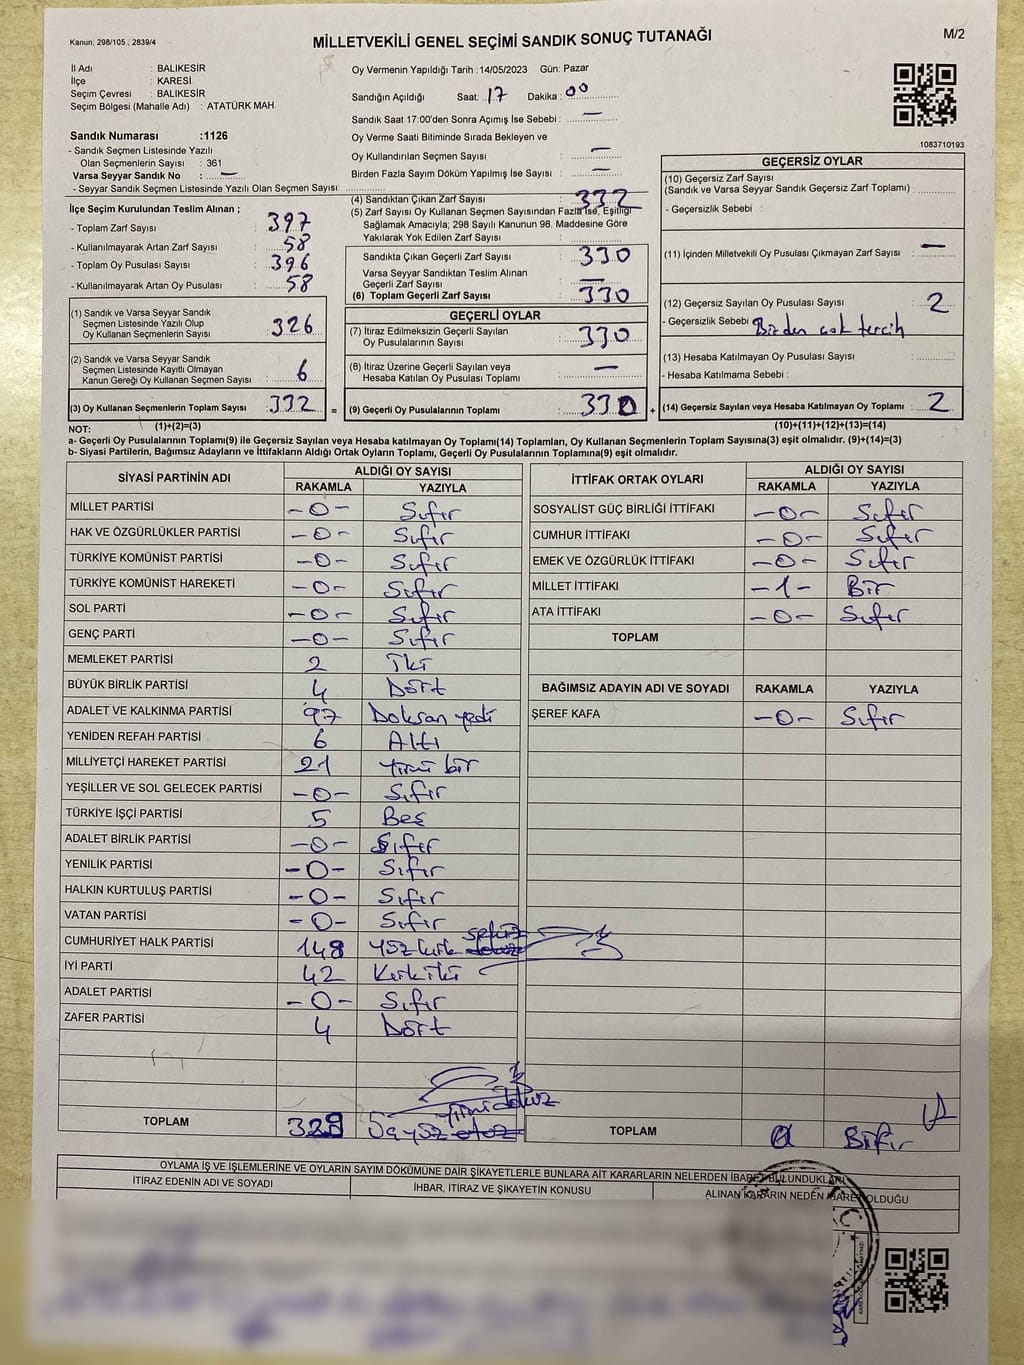 Kanun; 298/105 ; 2839/4
MİLLETVEKİLİ GENEL SEÇİMİ SANDIK SONUÇ TUTANAĞI
M/2
İl Adı : BALIKESİR
İlçe : KARESİ
Seçim Çevresi : BALIKESİR
Seçim Bölgesi (Mahalle Adı) : ATATÜRK MAH.
Oy Vermenin Yapıldığı Tarih :14/05/2023 Gün: Pazar
Sandığın Açıldığı Saat: 17 Dakika : 00
Sandık Saat 17:00'den Sonra Açımış İse Sebebi : —
Oy Verme Saati Bitiminde Sırada Bekleyen ve
Oy Kullandırılan Seçmen Sayısı : —
Birden Fazla Sayım Döküm Yapılmış İse Sayısı : —
1083710193
Sandık Numarası :1126
- Sandık Seçmen Listesinde Yazılı
Olan Seçmenlerin Sayısı : 361
Varsa Seyyar Sandık No : —
- Seyyar Sandık Seçmen Listesinde Yazılı Olan Seçmen Sayısı:
İlçe Seçim Kurulundan Teslim Alınan ;
- Toplam Zarf Sayısı : 397
- Kullanılmayarak Artan Zarf Sayısı : 58
- Toplam Oy Pusulası Sayısı : 396
- Kullanılmayarak Artan Oy Pusulası : 58
(1) Sandık ve Varsa Seyyar Sandık
Seçmen Listesinde Yazılı Olup
Oy Kullanan Seçmenlerin Sayısı : 326
(2) Sandık ve Varsa Seyyar Sandık
Seçmen Listesinde Kayıtlı Olmayan
Kanun Gereği Oy Kullanan Seçmen Sayısı : 6
(3) Oy Kullanan Seçmenlerin Toplam Sayısı : 332
(1)+(2)=(3)
(4) Sandıktan Çıkan Zarf Sayısı : 332
(5) Zarf Sayısı Oy Kullanan Seçmen Sayısından Fazla İse, Eşitliği
Sağlamak Amacıyla; 298 Sayılı Kanunun 98. Maddesine Göre
Yakılarak Yok Edilen Zarf Sayısı :
Sandıkta Çıkan Geçerli Zarf Sayısı : 330
Varsa Seyyar Sandıktan Teslim Alınan
Geçerli Zarf Sayısı : —
(6) Toplam Geçerli Zarf Sayısı : 330
GEÇERLİ OYLAR
(7) İtiraz Edilmeksizin Geçerli Sayılan
Oy Pusulalarının Sayısı : 330
(8) İtiraz Üzerine Geçerli Sayılan veya
Hesaba Katılan Oy Pusulası Toplamı : —
= (9) Geçerli Oy Pusulalarının Toplamı : 330 +
GEÇERSİZ OYLAR
(10) Geçersiz Zarf Sayısı
(Sandık ve Varsa Seyyar Sandık Geçersiz Zarf Toplamı) :
- Geçersizlik Sebebi :
(11) İçinden Milletvekili Oy Pusulası Çıkmayan Zarf Sayısı : —
(12) Geçersiz Sayılan Oy Pusulası Sayısı : 2
- Geçersizlik Sebebi : Birden çok tercih
(13) Hesaba Katılmayan Oy Pusulası Sayısı :
- Hesaba Katılmama Sebebi :
(14) Geçersiz Sayılan veya Hesaba Katılmayan Oy Toplamı : 2
(10)+(11)+(12)+(13)=(14)
NOT:
a- Geçerli Oy Pusulalarının Toplamı(9) ile Geçersiz Sayılan veya Hesaba katılmayan Oy Toplamı(14) Toplamları, Oy Kullanan Seçmenlerin Toplam Sayısına(3) eşit olmalıdır. (9)+(14)=(3)
b- Siyasi Partilerin, Bağımsız Adayların ve İttifakların Aldığı Ortak Oyların Toplamı, Geçerli Oy Pusulalarının Toplamına(9) eşit olmalıdır.
SİYASİ PARTİNİN ADI ALDIĞI OY SAYISI
RAKAMLA YAZIYLA
MİLLET PARTİSİ -0- Sıfır
HAK VE ÖZGÜRLÜKLER PARTİSİ -0- Sıfır
TÜRKİYE KOMÜNİST PARTİSİ -0- Sıfır
TÜRKİYE KOMÜNİST HAREKETİ -0- Sıfır
SOL PARTİ -0- Sıfır
GENÇ PARTİ -0- Sıfır
MEMLEKET PARTİSİ 2 İki
BÜYÜK BİRLİK PARTİSİ 4 Dört
ADALET VE KALKINMA PARTİSİ 97 Doksan yedi
YENİDEN REFAH PARTİSİ 6 Altı
MİLLİYETÇİ HAREKET PARTİSİ 21 yirmi bir
YEŞİLLER VE SOL GELECEK PARTİSİ -0- Sıfır
TÜRKİYE İŞÇİ PARTİSİ 5 Beş
ADALET BİRLİK PARTİSİ -0- Sıfır
YENİLİK PARTİSİ -0- Sıfır
HALKIN KURTULUŞ PARTİSİ -0- Sıfır
VATAN PARTİSİ -0- Sıfır
CUMHURİYET HALK PARTİSİ 148 yüz kırk sekiz
İYİ PARTİ 42 Kırk iki
ADALET PARTİSİ -0- Sıfır
ZAFER PARTİSİ 4 Dört
TOPLAM 329 Üçyüz yirmi dokuz
İTTİFAK ORTAK OYLARI ALDIĞI OY SAYISI
RAKAMLA YAZIYLA
SOSYALİST GÜÇ BİRLİĞİ İTTİFAKI -0- Sıfır
CUMHUR İTTİFAKI -0- Sıfır
EMEK VE ÖZGÜRLÜK İTTİFAKI -0- Sıfır
MİLLET İTTİFAKI -1- Bir
ATA İTTİFAKI -0- Sıfır
TOPLAM
BAĞIMSIZ ADAYIN ADI VE SOYADI RAKAMLA YAZIYLA
ŞEREF KAFA -0- Sıfır
TOPLAM
OYLAMA İŞ VE İŞLEMLERİNE VE OYLARIN SAYIM DÖKÜMÜNE DAİR ŞİKAYETLERLE BUNLARA AİT KARARLARIN NELERDEN İBARET BULUNDUKLARI
İTİRAZ EDENİN ADI VE SOYADI
İHBAR, İTİRAZ VE ŞİKAYETİN KONUSU
ALINAN KARARIN NEDEN İBARET OLDUĞU